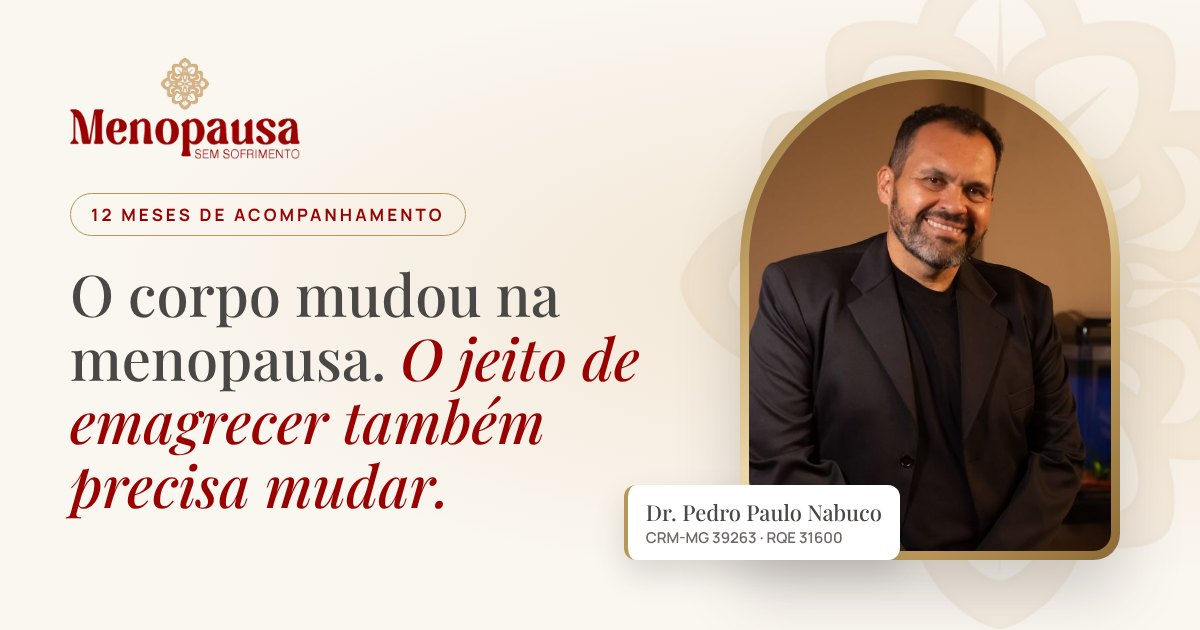 Menopausa
SEM SOFRIMENTO
12 MESES DE ACOMPANHAMENTO
O corpo mudou na
menopausa. O jeito de
emagrecer também
precisa mudar.
Dr. Pedro Paulo Nabuco
CRM-MG 39263 · RQE 31600